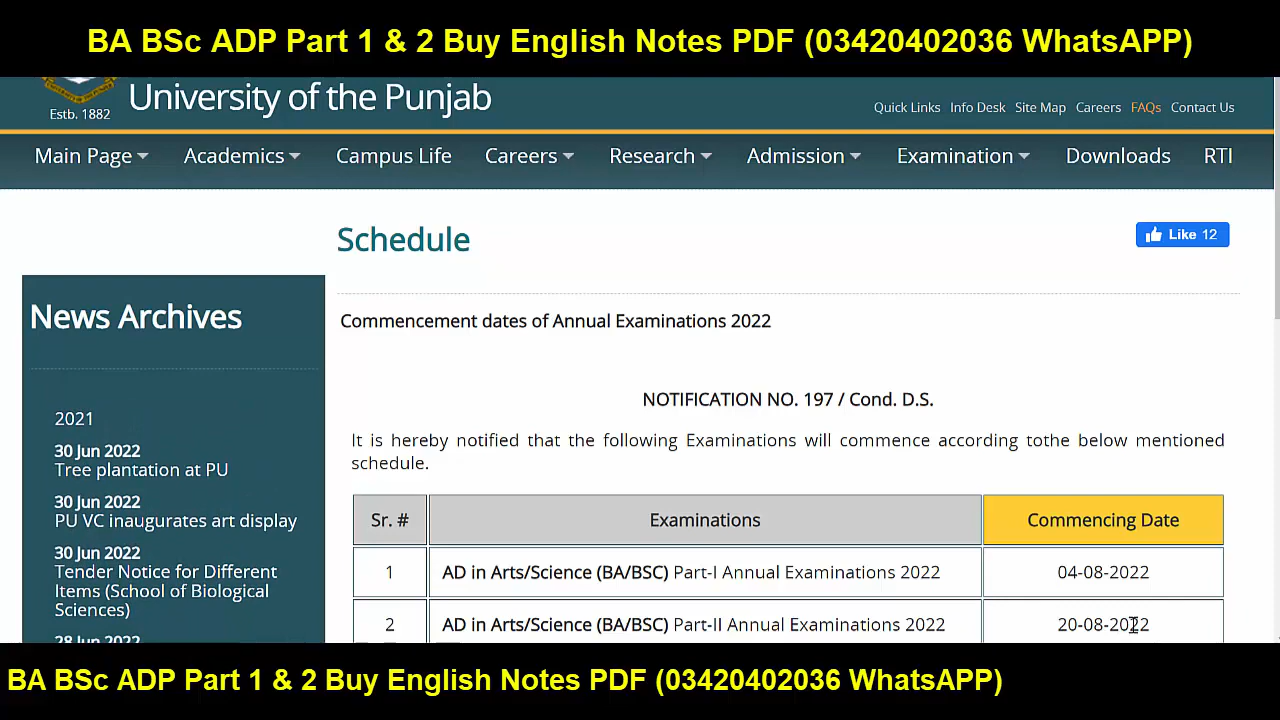 BA BSc ADP Part 1 & 2 Buy English Notes PDF (03420402036 WhatsAPP)
Estb. 1882
University of the Punjab
Quick Links Info Desk Site Map Careers FAQs Contact Us
Main Page Academics Campus Life Careers Research Admission Examination Downloads RTI
Schedule
Like 12
News Archives
2021
30 Jun 2022
Tree plantation at PU
30 Jun 2022
PU VC inaugurates art display
30 Jun 2022
Tender Notice for Different
Items (School of Biological
Sciences)
28 Jun 2022
Commencement dates of Annual Examinations 2022
NOTIFICATION NO. 197 / Cond. D.S.
It is hereby notified that the following Examinations will commence according tothe below mentioned
schedule.
Sr. # Examinations Commencing Date
1 AD in Arts/Science (BA/BSC) Part-I Annual Examinations 2022 04-08-2022
2 AD in Arts/Science (BA/BSC) Part-II Annual Examinations 2022 20-08-2022
BA BSc ADP Part 1 & 2 Buy English Notes PDF (03420402036 WhatsAPP)